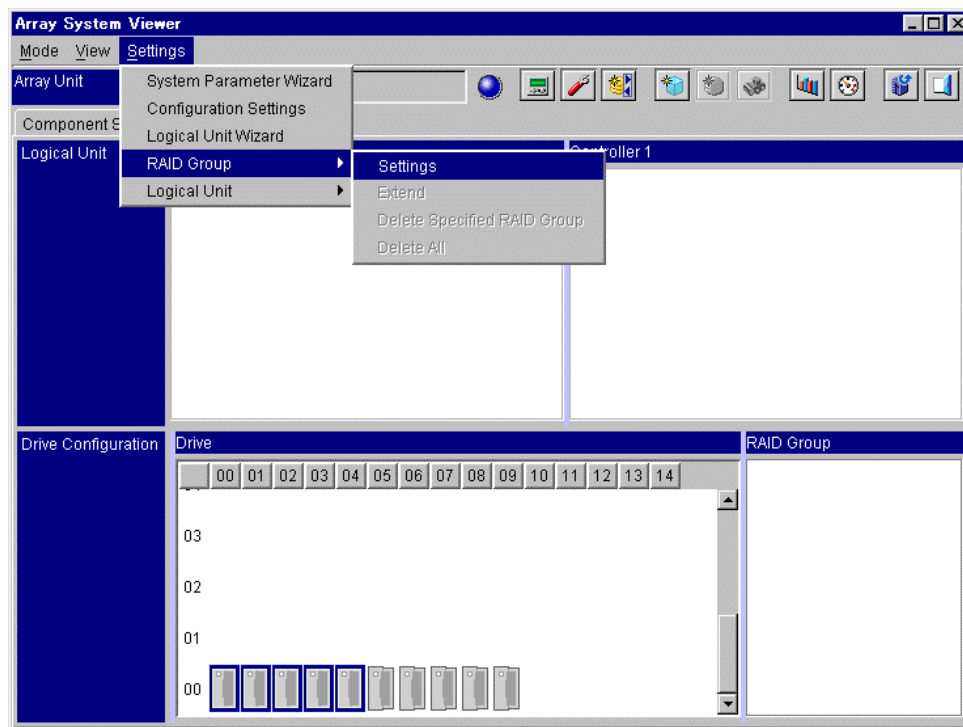 Array System Viewer
Mode View Settings
Array Unit
System Parameter Wizard
Configuration Settings
Logical Unit Wizard
RAID Group
Logical Unit
Settings
Extend
Delete Specified RAID Group
Delete All
Component S
Logical Unit
troller 1
Drive Configuration
Drive
RAID Group
00 01 02 03 04 05 06 07 08 09 10 11 12 13 14
03
02
01
00